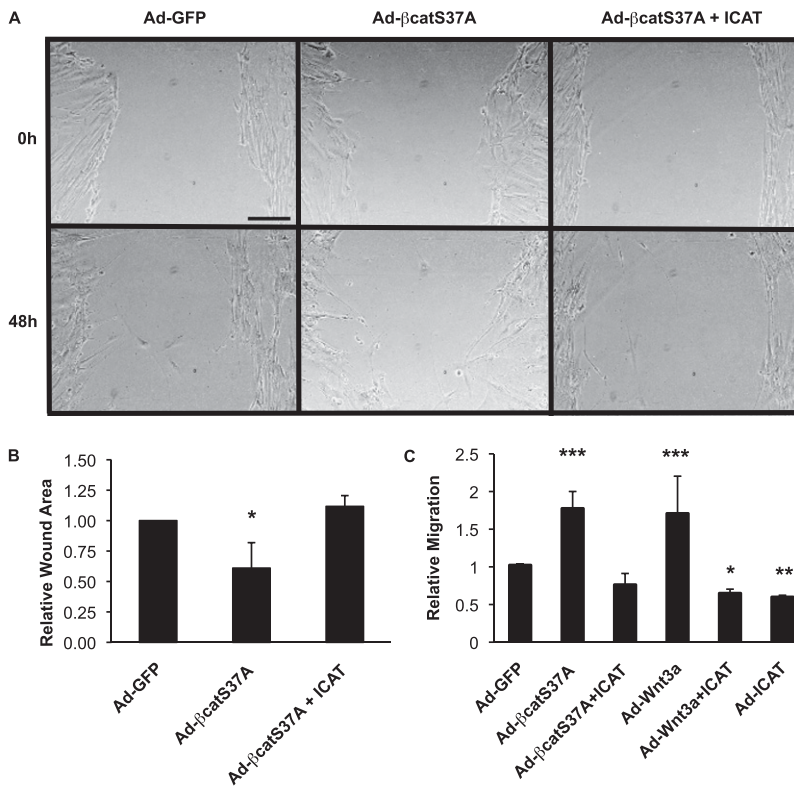 A
Ad-GFP
Ad-βcatS37A
Ad-βcatS37A + ICAT
0h
48h
B
Relative Wound Area
1.50
1.25
1.00
0.75
0.50
0.25
0.00
*
Ad-GFP
Ad-βcatS37A
Ad-βcatS37A + ICAT
C
Relative Migration
2.5
2
1.5
1
0.5
0
***
***
*
**
Ad-GFP
Ad-βcatS37A
Ad-βcatS37A+ICAT
Ad-Wnt3a
Ad-Wnt3a+ICAT
Ad-ICAT